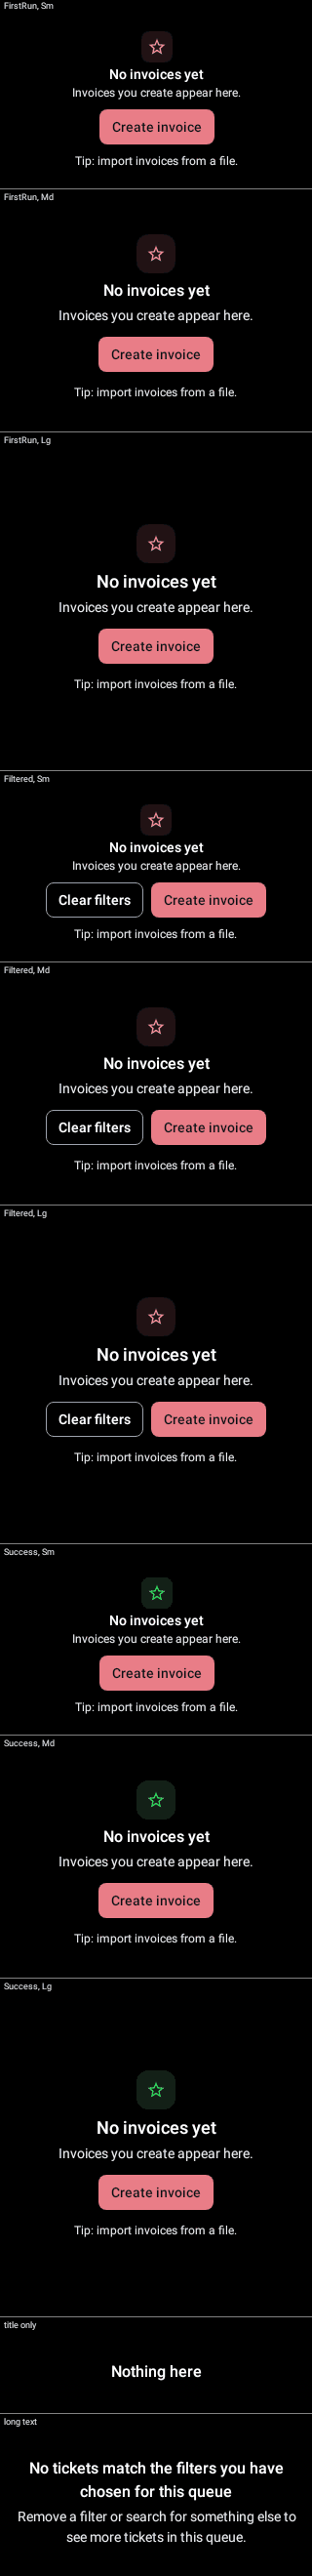 FirstRun, Sm
No invoices yet
Invoices you create appear here.
Create invoice
Tip: import invoices from a file.
FirstRun, Md
No invoices yet
Invoices you create appear here.
Create invoice
Tip: import invoices from a file.
FirstRun, Lg
No invoices yet
Invoices you create appear here.
Create invoice
Tip: import invoices from a file.
Filtered, Sm
No invoices yet
Invoices you create appear here.
Clear filters Create invoice
Tip: import invoices from a file.
Filtered, Md
No invoices yet
Invoices you create appear here.
Clear filters Create invoice
Tip: import invoices from a file.
Filtered, Lg
No invoices yet
Invoices you create appear here.
Clear filters Create invoice
Tip: import invoices from a file.
Success, Sm
No invoices yet
Invoices you create appear here.
Create invoice
Tip: import invoices from a file.
Success, Md
No invoices yet
Invoices you create appear here.
Create invoice
Tip: import invoices from a file.
Success, Lg
No invoices yet
Invoices you create appear here.
Create invoice
Tip: import invoices from a file.
title only
Nothing here
long text
No tickets match the filters you have
chosen for this queue
Remove a filter or search for something else to
see more tickets in this queue.